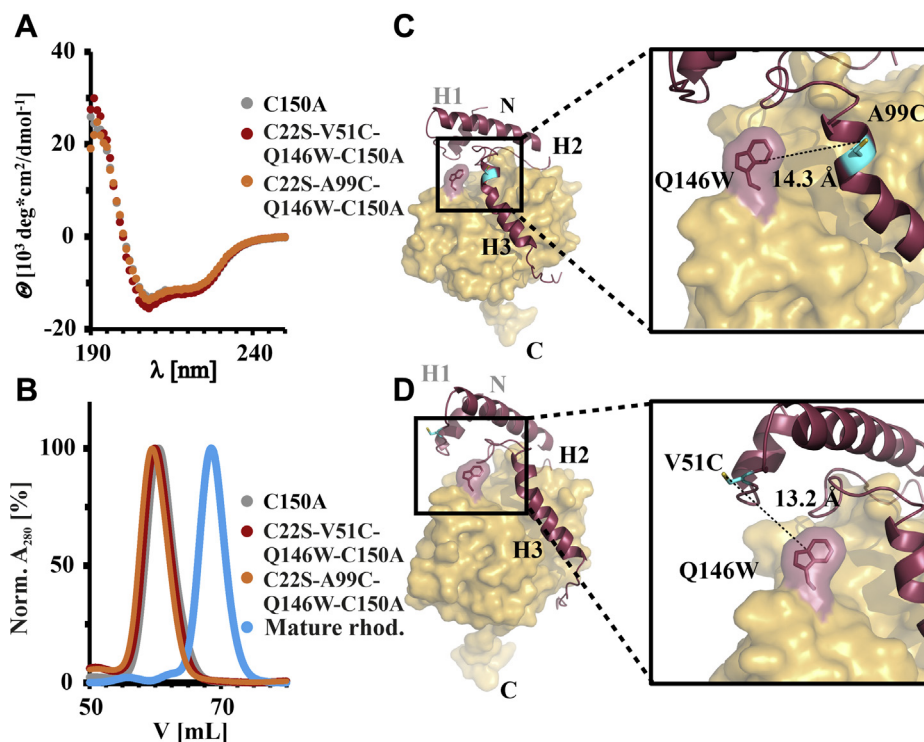 A
40
20
0
-20
Θ [10³ deg*cm²/dmol⁻¹]
190
240
λ [nm]
C150A
C22S-V51C-
Q146W-C150A
C22S-A99C-
Q146W-C150A
B
100
50
0
Norm. A₂₈₀ [%]
50
70
V [mL]
C150A
C22S-V51C-
Q146W-C150A
C22S-A99C-
Q146W-C150A
Mature rhod.
C
H1
N
H2
H3
C
A99C
Q146W
14.3 Å
D
H1
N
H2
H3
C
V51C
13.2 Å
Q146W